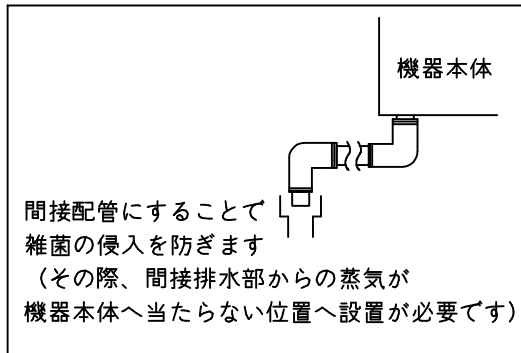 機器本体
間接配管にすることで
雑菌の侵入を防ぎます
（その際、間接排水部からの蒸気が
機器本体へ当たらない位置へ設置が必要です）